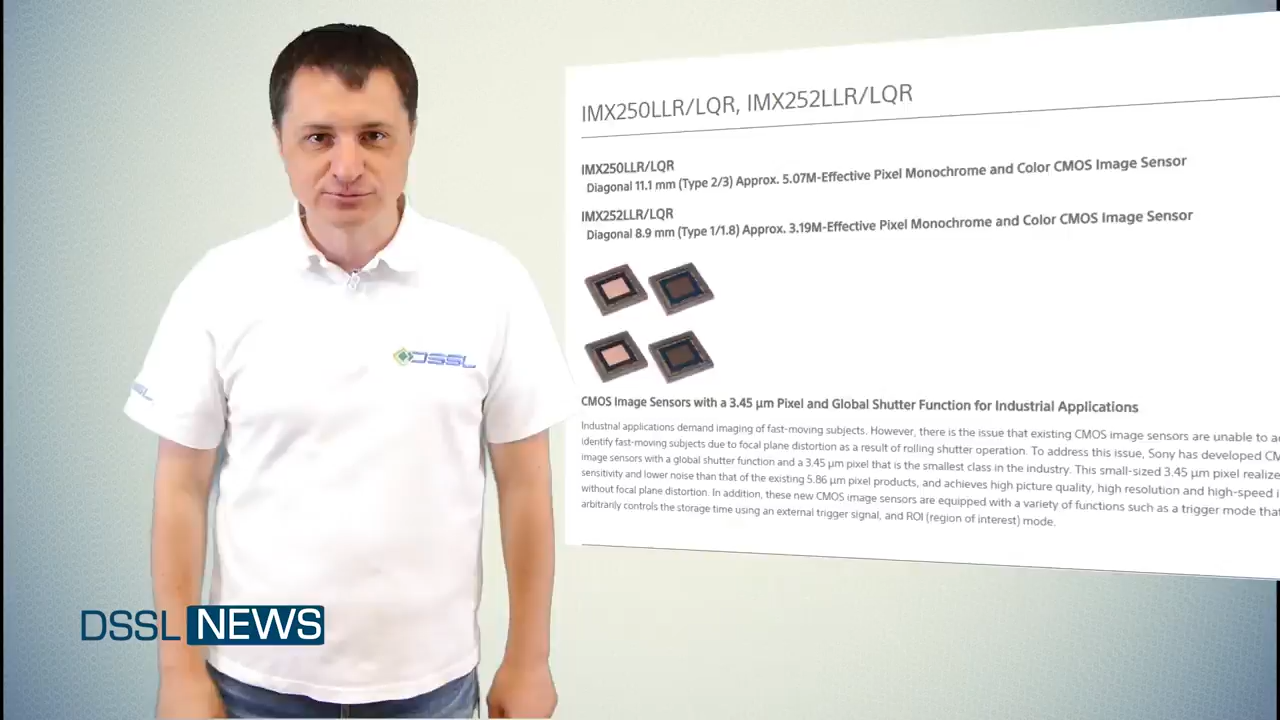 IMX250LLR/LQR, IMX252LLR/LQR
IMX250LLR/LQR
Diagonal 11.1 mm (Type 2/3) Approx. 5.07M-Effective Pixel Monochrome and Color CMOS Image Sensor
IMX252LLR/LQR
Diagonal 8.9 mm (Type 1/1.8) Approx. 3.19M-Effective Pixel Monochrome and Color CMOS Image Sensor
DSSL
CMOS Image Sensors with a 3.45 μm Pixel and Global Shutter Function for Industrial Applications
Industrial applications demand imaging of fast-moving subjects. However, there is the issue that existing CMOS image sensors are unable to
identify fast-moving subjects due to focal plane distortion as a result of rolling shutter operation. To address this issue, Sony has developed CM
image sensors with a global shutter function and a 3.45 μm pixel that is the smallest class in the industry. This small-sized 3.45 μm pixel realize
sensitivity and lower noise than that of the existing 5.86 μm pixel products, and achieves high picture quality, high resolution and high-speed
without focal plane distortion. In addition, these new CMOS image sensors are equipped with a variety of functions such as a trigger mode that
arbitrarily controls the storage time using an external trigger signal, and ROI (region of interest) mode.
DSSL NEWS